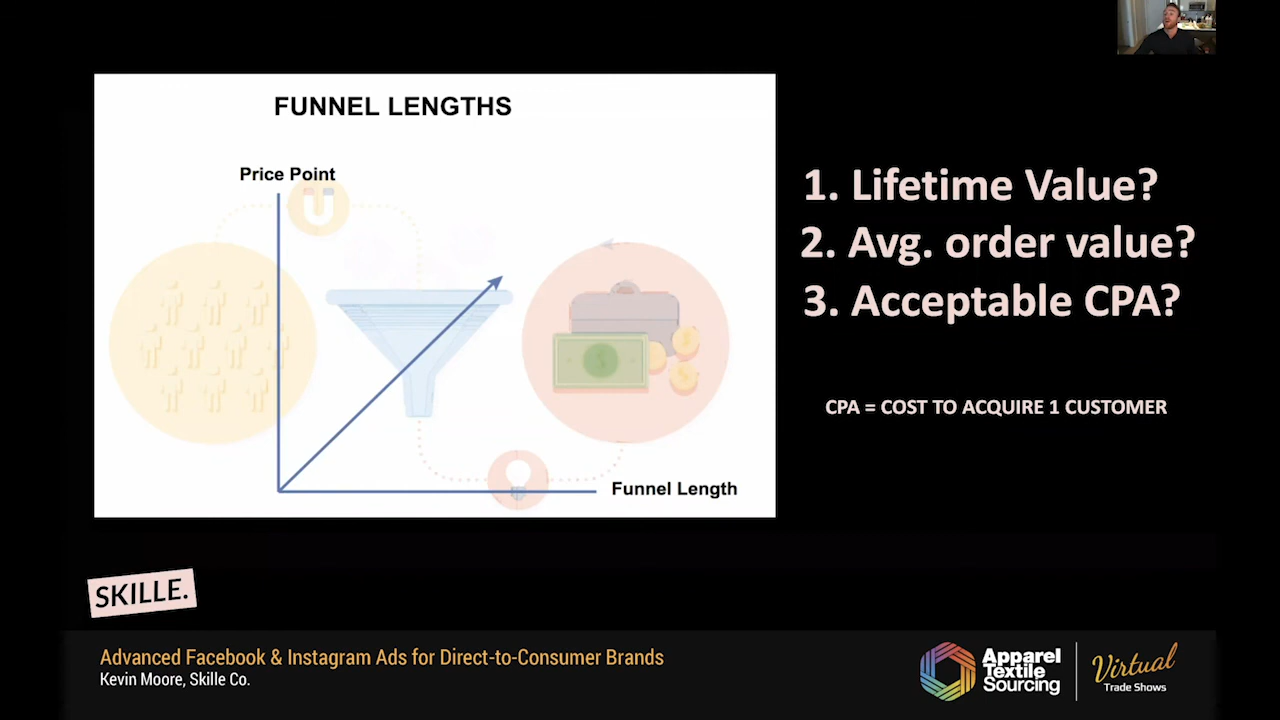 FUNNEL LENGTHS
Price Point
Funnel Length
1. Lifetime Value?
2. Avg. order value?
3. Acceptable CPA?
CPA = COST TO ACQUIRE 1 CUSTOMER
SKILLE.
Advanced Facebook & Instagram Ads for Direct-to-Consumer Brands
Kevin Moore, Skille Co.
Apparel
Textile
Sourcing
Virtual
Trade Shows